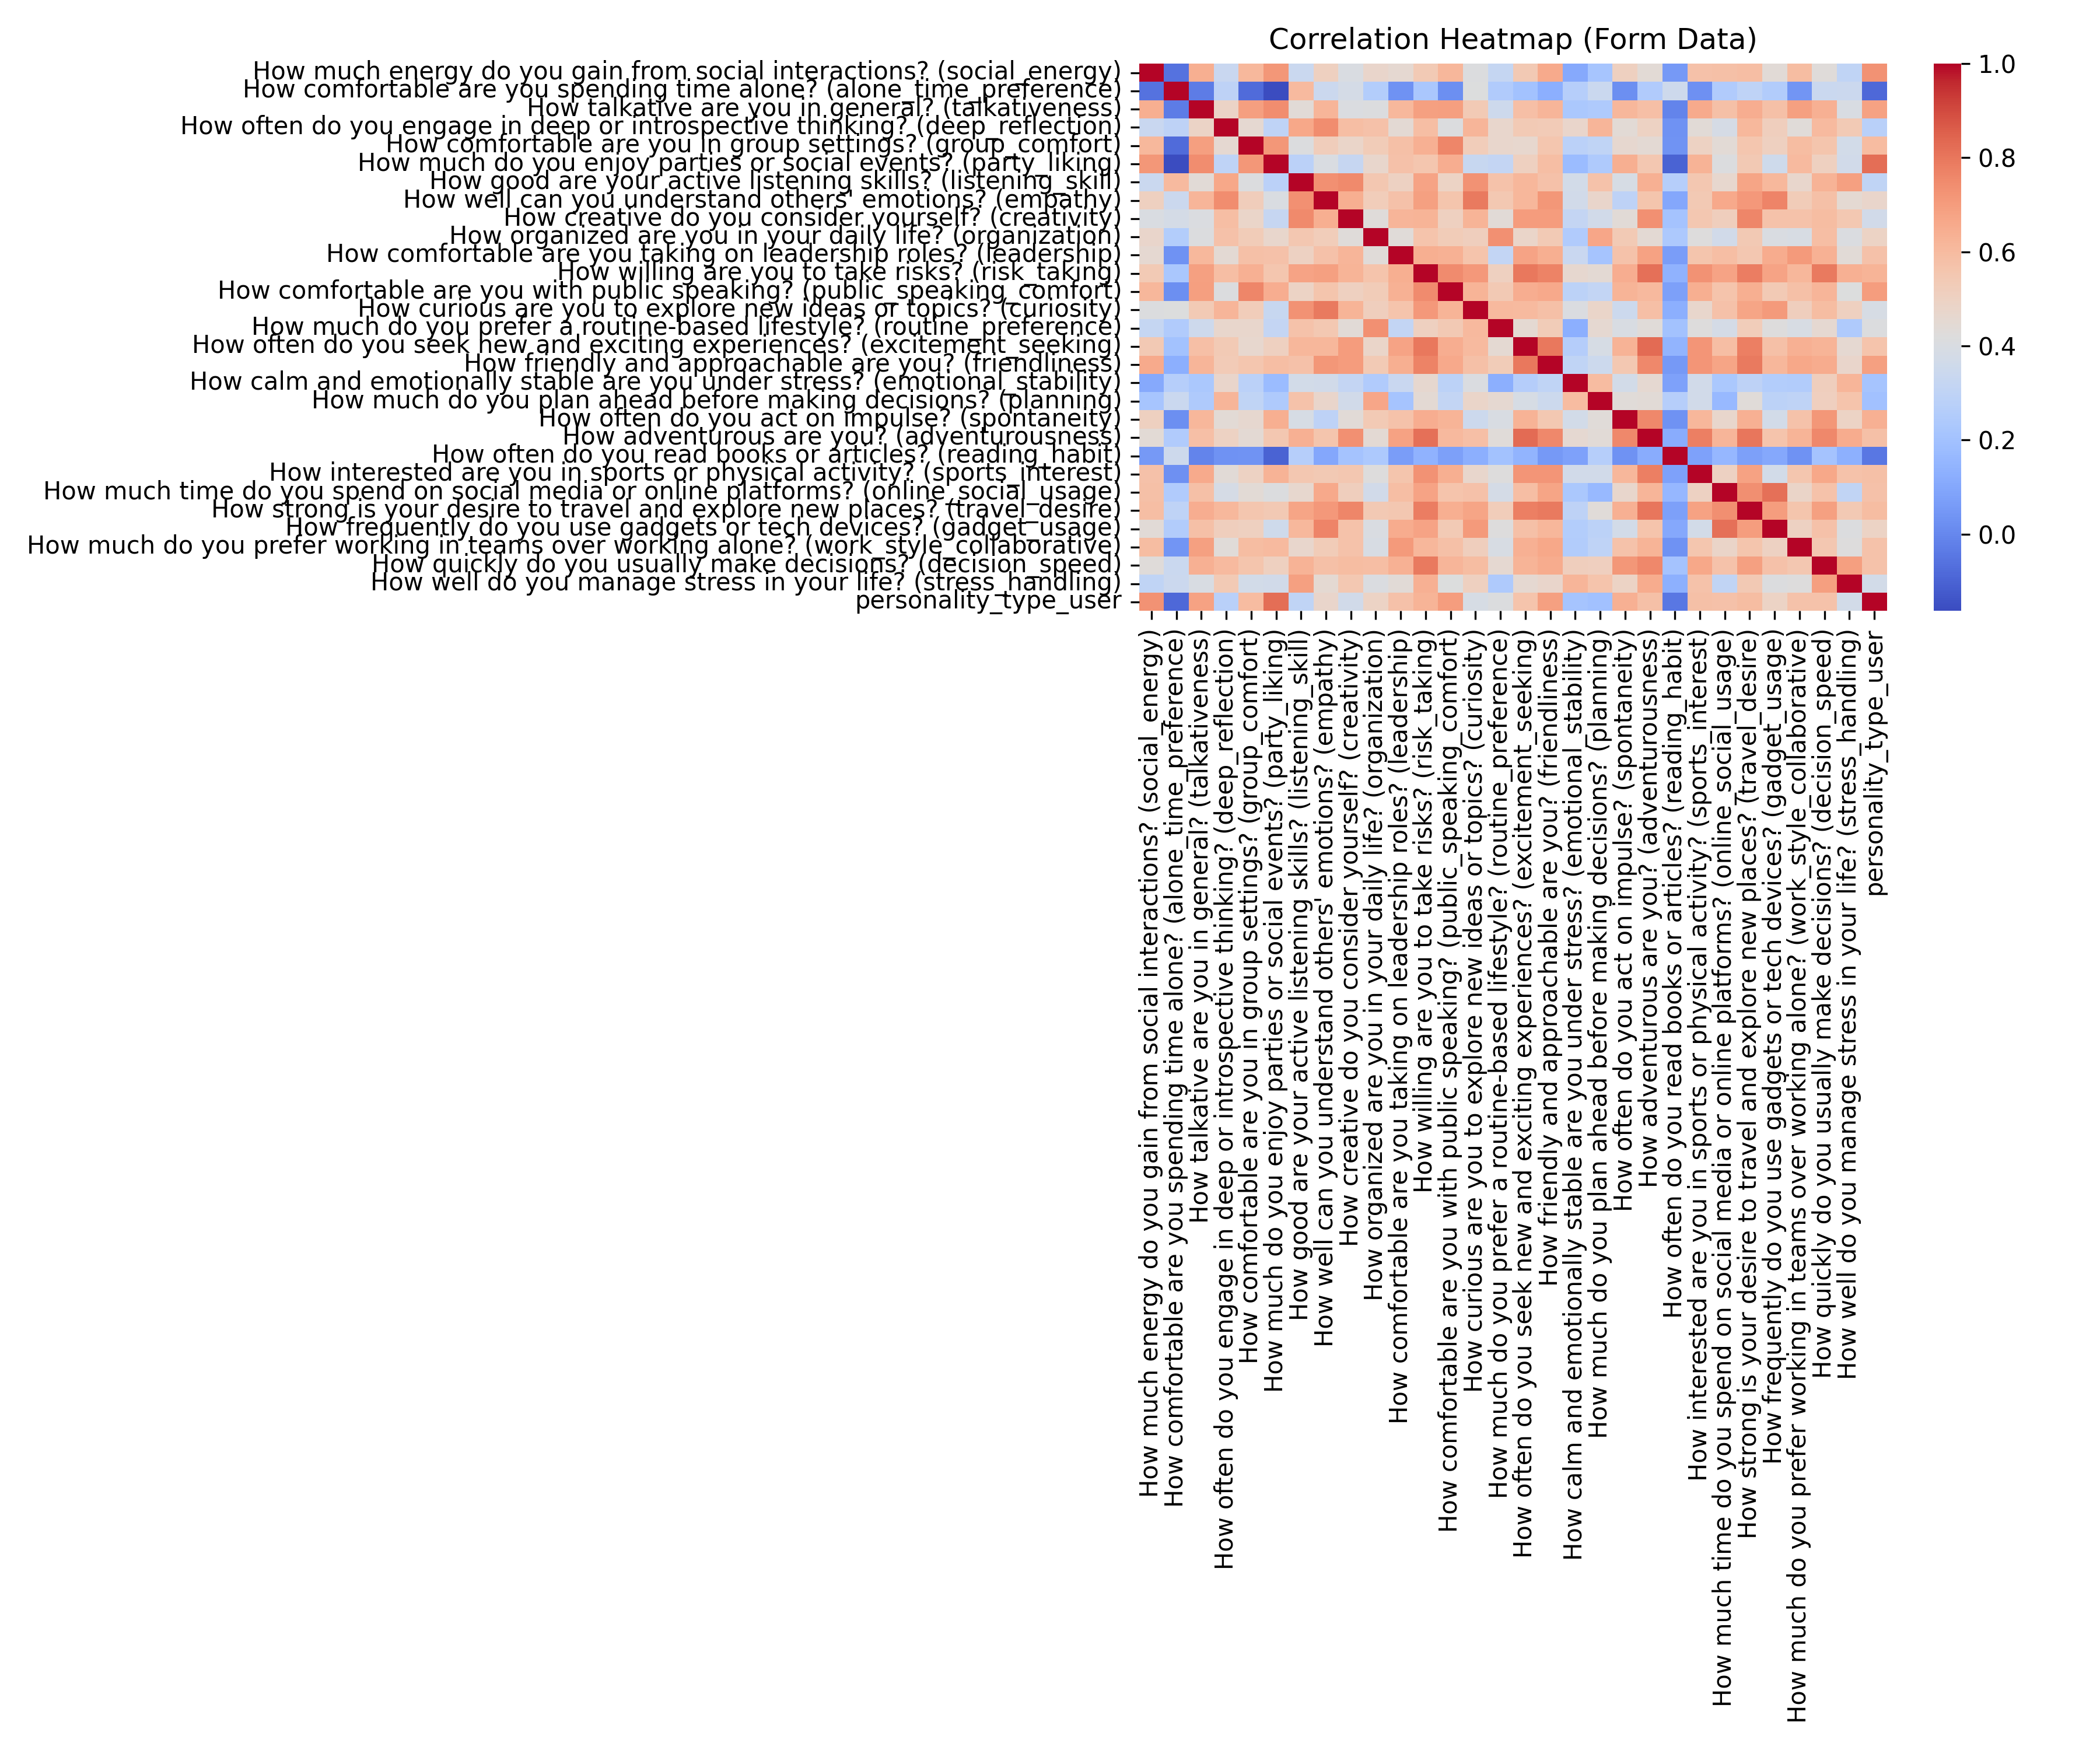 Correlation Heatmap (Form Data)
How much energy do you gain from social interactions? (social_energy)
How comfortable are you spending time alone? (alone_time_preference)
How talkative are you in general? (talkativeness)
How often do you engage in deep or introspective thinking? (deep_reflection)
How comfortable are you in group settings? (group_comfort)
How much do you enjoy parties or social events? (party_liking)
How good are your active listening skills? (listening_skill)
How well can you understand others' emotions? (empathy)
How creative do you consider yourself? (creativity)
How organized are you in your daily life? (organization)
How comfortable are you taking on leadership roles? (leadership)
How willing are you to take risks? (risk_taking)
How comfortable are you with public speaking? (public_speaking_comfort)
How curious are you to explore new ideas or topics? (curiosity)
How much do you prefer a routine-based lifestyle? (routine_preference)
How often do you seek new and exciting experiences? (excitement_seeking)
How friendly and approachable are you? (friendliness)
How calm and emotionally stable are you under stress? (emotional_stability)
How much do you plan ahead before making decisions? (planning)
How often do you act on impulse? (spontaneity)
How adventurous are you? (adventurousness)
How often do you read books or articles? (reading_habit)
How interested are you in sports or physical activity? (sports_interest)
How much time do you spend on social media or online platforms? (online_social_usage)
How strong is your desire to travel and explore new places? (travel_desire)
How frequently do you use gadgets or tech devices? (gadget_usage)
How much do you prefer working in teams over working alone? (work_style_collaborative)
How quickly do you usually make decisions? (decision_speed)
How well do you manage stress in your life? (stress_handling)
personality_type_user
1.0
0.8
0.6
0.4
0.2
0.0
How much energy do you gain from social interactions? (social_energy)
How comfortable are you spending time alone? (alone_time_preference)
How talkative are you in general? (talkativeness)
How often do you engage in deep or introspective thinking? (deep_reflection)
How comfortable are you in group settings? (group_comfort)
How much do you enjoy parties or social events? (party_liking
How good are your active listening skills? (listening_skill)
How well can you understand others' emotions? (empathy)
How creative do you consider yourself? (creativity)
How organized are you in your daily life? (organization)
How comfortable are you taking on leadership roles? (leadership)
How willing are you to take risks? (risk_taking)
How comfortable are you with public speaking? (public_speaking_comfort)
How curious are you to explore new ideas or topics? (curiosity)
How much do you prefer a routine-based lifestyle? (routine_preference)
How often do you seek new and exciting experiences? (excitement_seeking)
How friendly and approachable are you? (friendliness)
How calm and emotionally stable are you under stress? (emotional_stability)
How much do you plan ahead before making decisions? (planning)
How often do you act on impulse? (spontaneity)
How adventurous are you? (adventurousness)
How often do you read books or articles? (reading_habit)
How interested are you in sports or physical activity? (sports_interest)
How much time do you spend on social media or online platforms? (online_social_usage)
How strong is your desire to travel and explore new places? (travel_desire)
How frequently do you use gadgets or tech devices? (gadget_usage)
How much do you prefer working in teams over working alone? (work_style_collaborative)
How quickly do you usually make decisions? (decision_speed)
How well do you manage stress in your life? (stress_handling)
personality_type_user